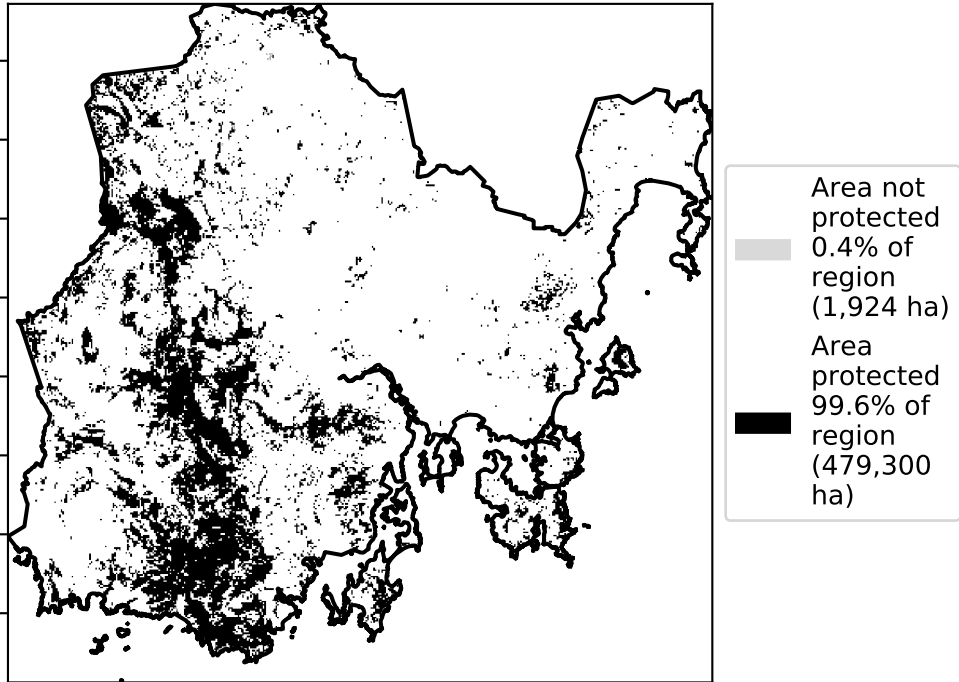 Area not
protected
0.4% of
region
(1,924 ha)
Area
protected
99.6% of
region
(479,300
ha)